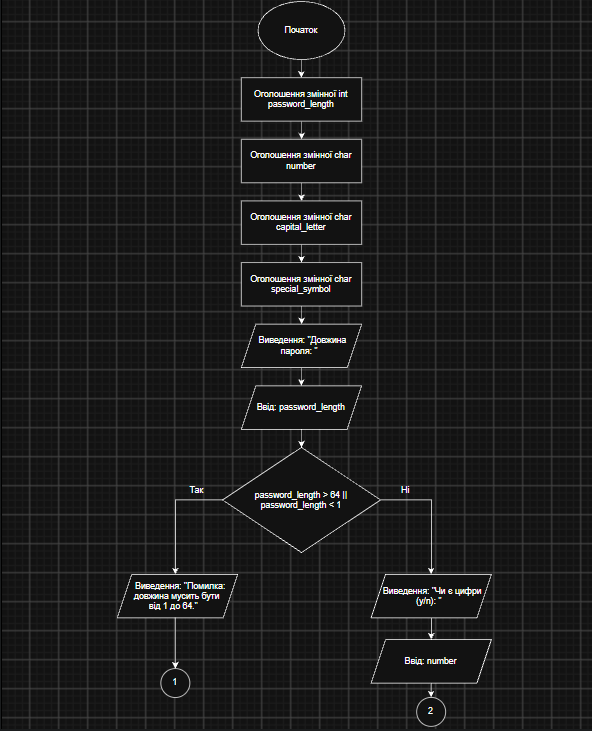 Початок
Оголошення змінної int
password_length
Оголошення змінної char
number
Оголошення змінної char
capital_letter
Оголошення змінної char
special_symbol
Виведення: "Довжина
пароля: "
Ввід: password_length
password_length > 64 ||
password_length < 1
Так
Ні
Виведення: "Помилка:
довжина мусить бути
від 1 до 64."
Виведення: "Чи є цифри
(y/n): "
Ввід: number
1
2